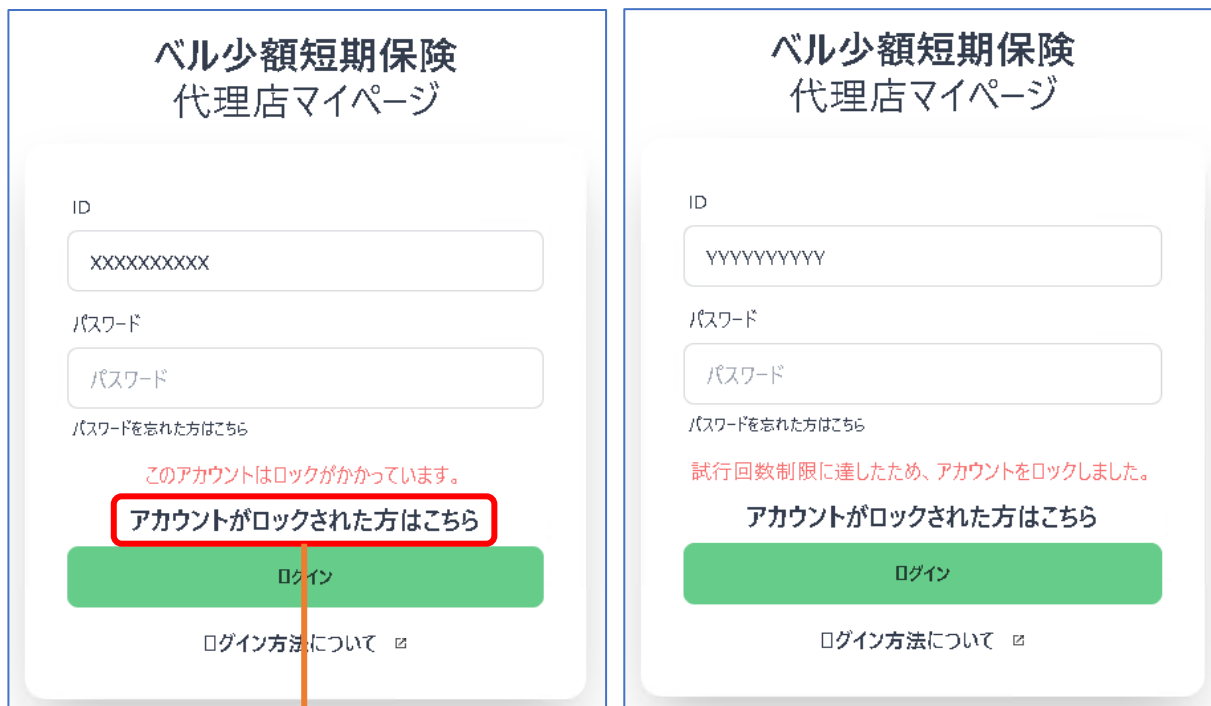 ベル少額短期保険
代理店マイページ
ID
XXXXXXXXXX
パスワード
パスワード
パスワードを忘れた方はこちら
このアカウントはロックがかかっています。
アカウントがロックされた方はこちら
ログイン
ログイン方法について
ベル少額短期保険
代理店マイページ
ID
YYYYYYYYYY
パスワード
パスワード
パスワードを忘れた方はこちら
試行回数制限に達したため、アカウントをロックしました。
アカウントがロックされた方はこちら
ログイン
ログイン方法について